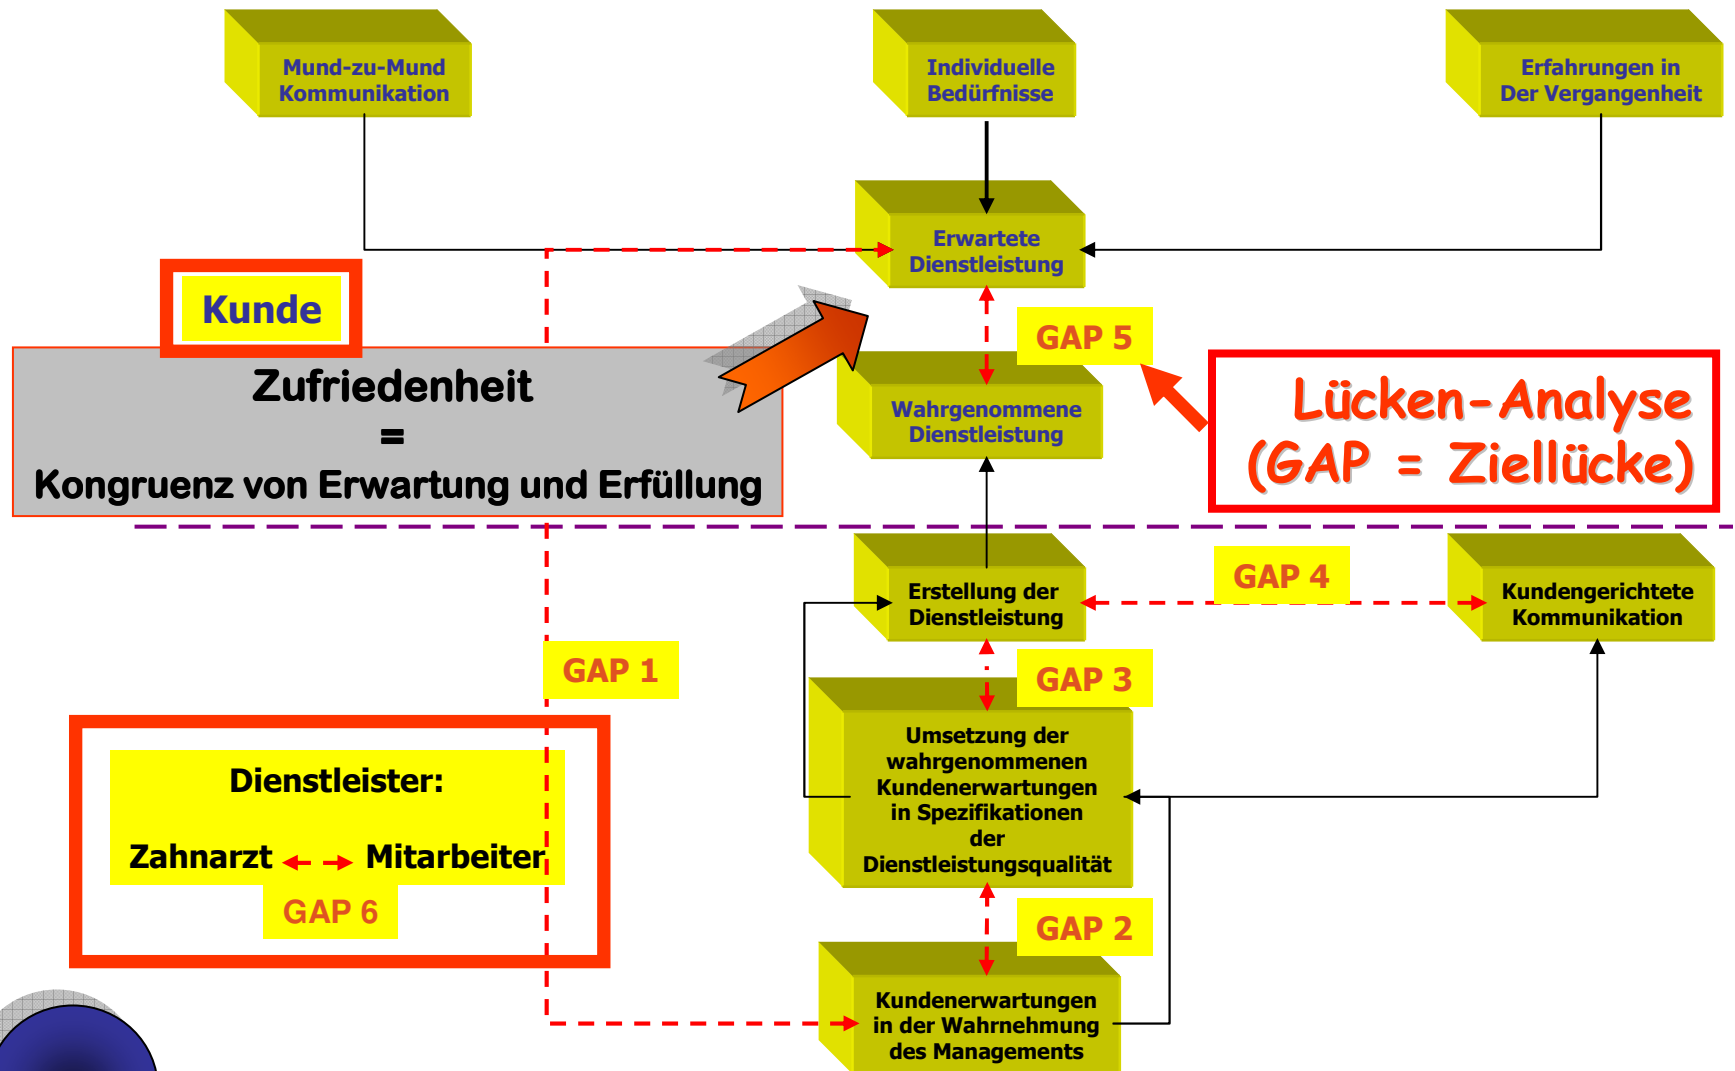 Mund-zu-Mund
Kommunikation
Individuelle
Bedürfnisse
Erfahrungen in
Der Vergangenheit
Erwartete
Dienstleistung
Kunde
GAP 5
Zufriedenheit
=
Kongruenz von Erwartung und Erfüllung
Wahrgenommene
Dienstleistung
Lücken-Analyse
(GAP = Ziellücke)
Erstellung der
Dienstleistung
GAP 4
Kundengerichtete
Kommunikation
GAP 1
GAP 3
Umsetzung der
wahrgenommenen
Kundenerwartungen
in Spezifikationen
der
Dienstleistungsqualität
Dienstleister:
Zahnarzt Mitarbeiter
GAP 6
GAP 2
Kundenerwartungen
in der Wahrnehmung
des Managements